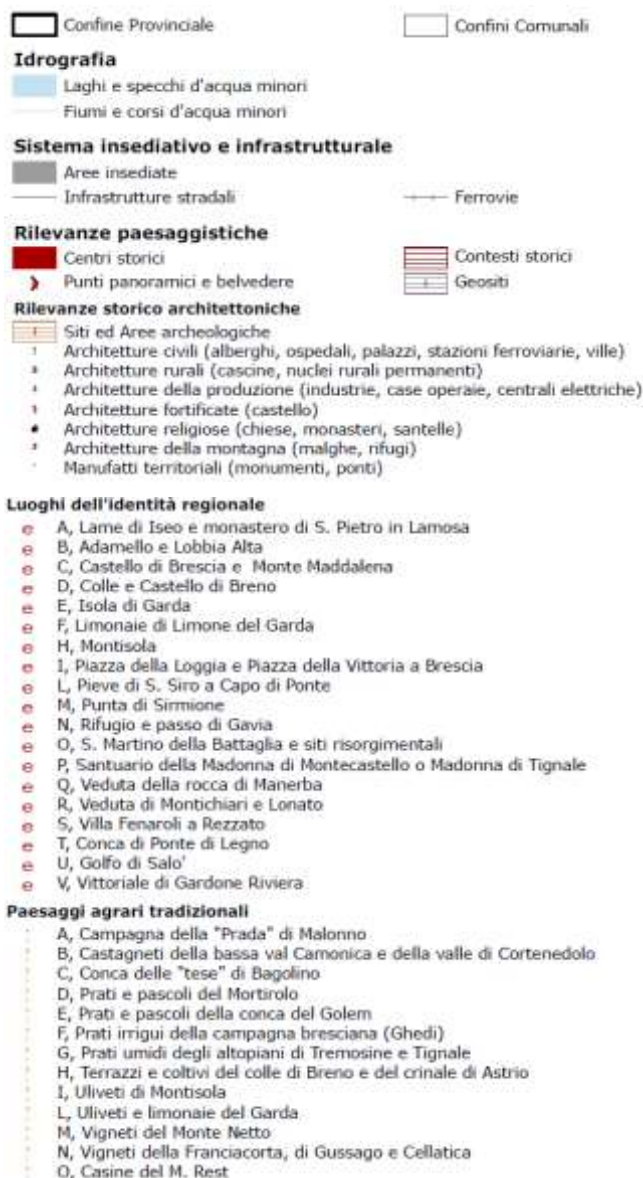 Confine Provinciale
Confini Comunali
Idrografia
Laghi e specchi d'acqua minori
Fiumi e corsi d'acqua minori
Sistema insediativo e infrastrutturale
Aree insediate
Infrastrutture stradali
Ferrovie
Rilevanze paesaggistiche
Centri storici
Contesti storici
Punti panoramici e belvedere
Geositi
Rilevanze storico architettoniche
Siti ed Aree archeologiche
Architetture civili (alberghi, ospedali, palazzi, stazioni ferroviarie, ville)
Architetture rurali (cascine, nuclei rurali permanenti)
Architetture della produzione (industrie, case operaie, centrali elettriche)
Architetture fortificate (castello)
Architetture religiose (chiese, monasteri, santelle)
Architetture della montagna (malghe, rifugi)
Manufatti territoriali (monumenti, ponti)
Luoghi dell'identità regionale
e A, Lame di Iseo e monastero di S. Pietro in Lamosa
e B, Adamello e Lobbia Alta
e C, Castello di Brescia e Monte Maddalena
e D, Colle e Castello di Breno
e E, Isola di Garda
e F, Limonaie di Limone del Garda
e H, Montisola
e I, Piazza della Loggia e Piazza della Vittoria a Brescia
e L, Pieve di S. Siro a Capo di Ponte
e M, Punta di Sirmione
e N, Rifugio e passo di Gavia
e O, S. Martino della Battaglia e siti risorgimentali
e P, Santuario della Madonna di Montecastello o Madonna di Tignale
e Q, Veduta della rocca di Manerba
e R, Veduta di Montichiari e Lonato
e S, Villa Fenaroli a Rezzato
e T, Conca di Ponte di Legno
e U, Golfo di Salo'
e V, Vittoriale di Gardone Riviera
Paesaggi agrari tradizionali
A, Campagna della "Prada" di Malonno
B, Castagneti della bassa val Camonica e della valle di Cortenedolo
C, Conca delle "tese" di Bagolino
D, Prati e pascoli del Mortirolo
E, Prati e pascoli della conca del Golem
F, Prati irrigui della campagna bresciana (Ghedi)
G, Prati umidi degli altopiani di Tremosine e Tignale
H, Terrazzi e coltivi del colle di Breno e del crinale di Astrio
I, Uliveti di Montisola
L, Uliveti e limonaie del Garda
M, Vigneti del Monte Netto
N, Vigneti della Franciacorta, di Gussago e Cellatica
O, Casine del M. Rest